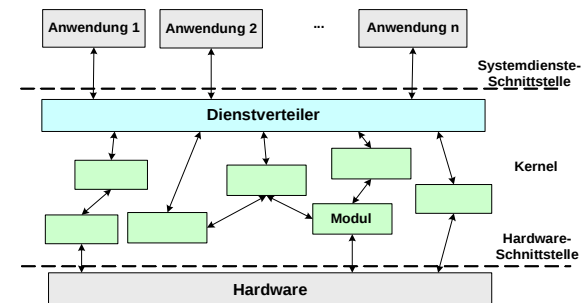 Anwendung 1
Anwendung 2
...
Anwendung n
Systemdienste-
Schnittstelle
Dienstverteiler
Kernel
Modul
Hardware-
Schnittstelle
Hardware